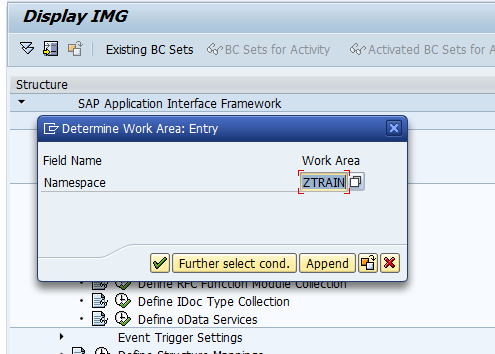 Display IMG
Existing BC Sets BC Sets for Activity Activated BC Sets for A
Structure
SAP Application Interface Framework
Determine Work Area: Entry
Field Name Work Area
Namespace ZTRAIN
Further select cond. Append
Define RFC Function Module Collection
Define IDoc Type Collection
Define oData Services
Event Trigger Settings
Define Structure Mappings